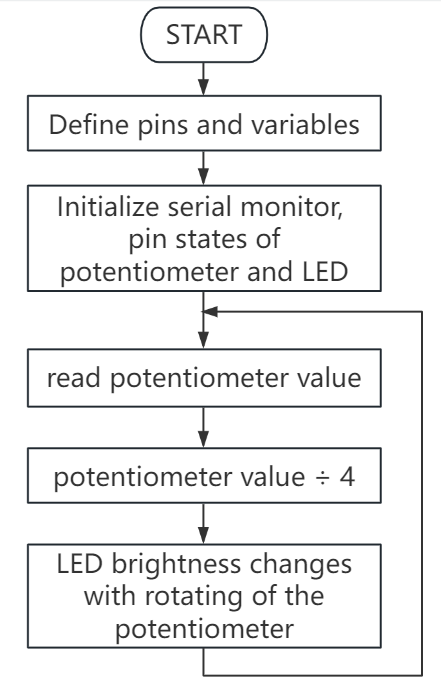 START
Define pins and variables
Initialize serial monitor,
pin states of
potentiometer and LED
read potentiometer value
potentiometer value ÷ 4
LED brightness changes
with rotating of the
potentiometer